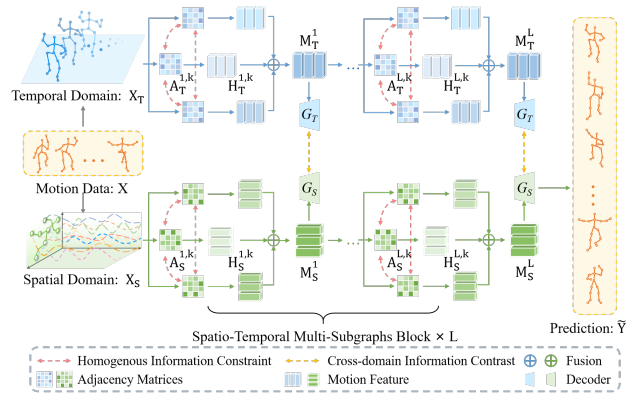 A_T^{1,k}
H_T^{1,k}
M_T^1
...
A_T^{L,k}
H_T^{L,k}
M_T^L
Temporal Domain: X_T
G_T
G_T
Motion Data: X
G_S
G_S
A_S^{1,k}
H_S^{1,k}
M_S^1
...
A_S^{L,k}
H_S^{L,k}
M_S^L
Spatial Domain: X_S
Spatio-Temporal Multi-Subgraphs Block × L
Prediction: Ỹ
Homogenous Information Constraint
Cross-domain Information Contrast
Fusion
Adjacency Matrices
Motion Feature
Decoder